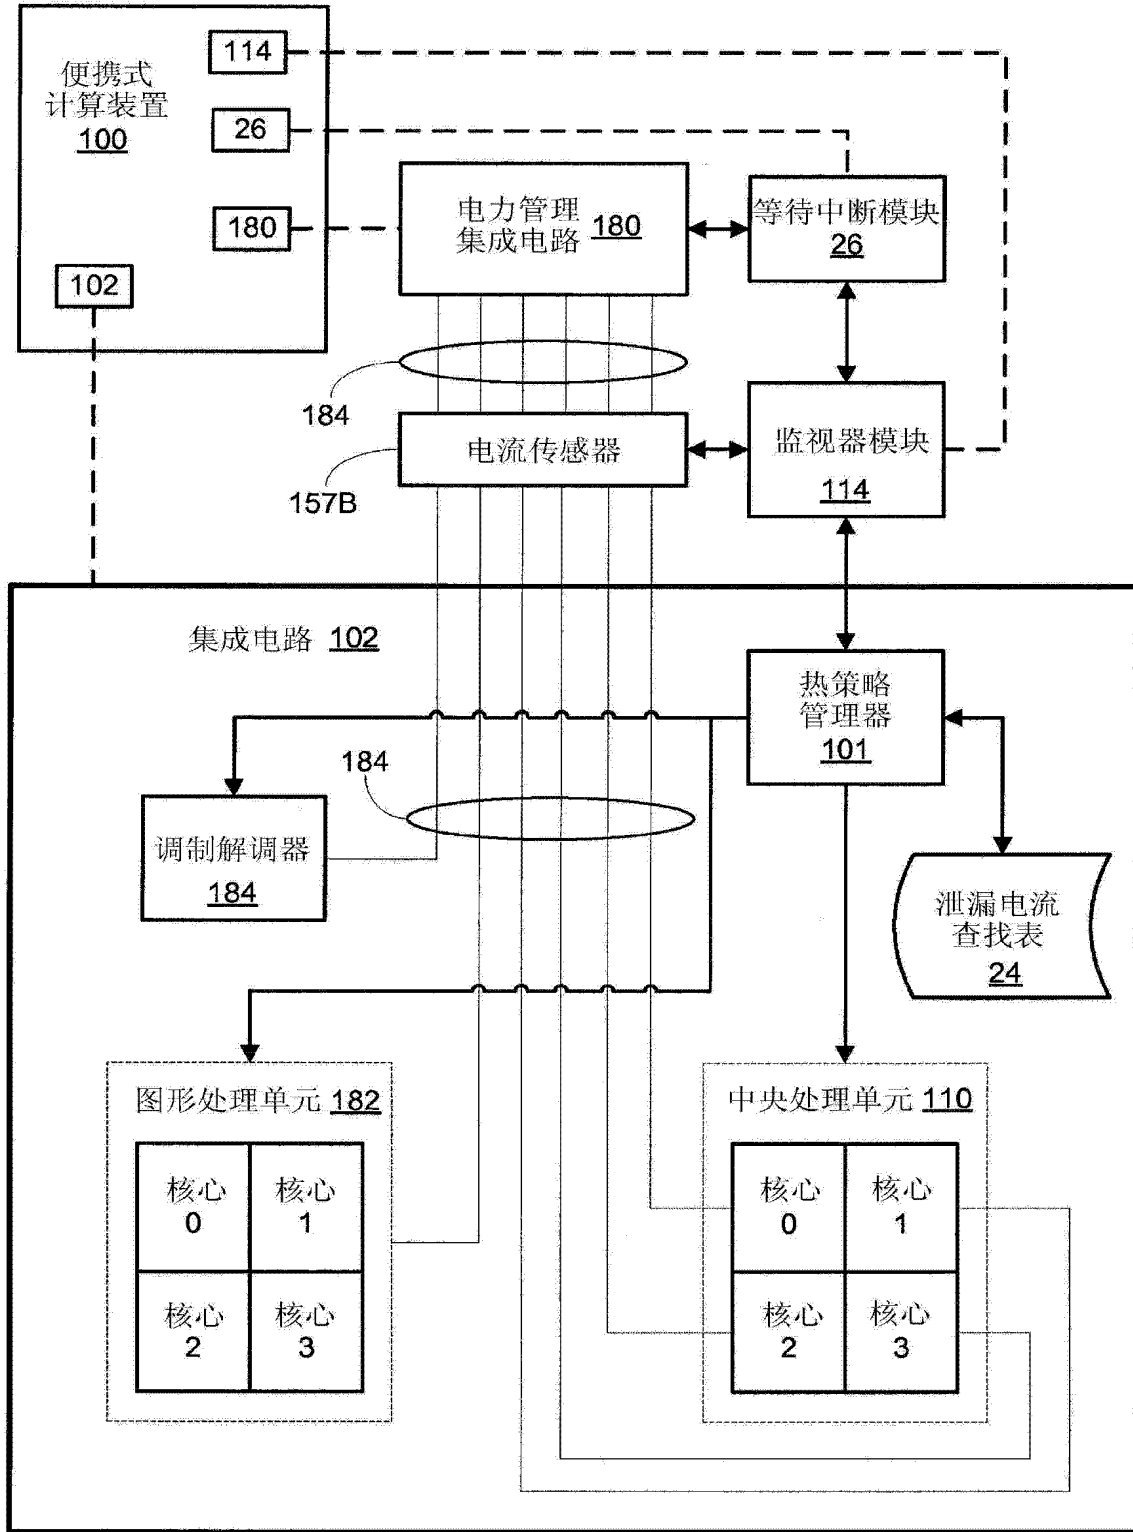 便携式
计算装置
100
114
26
180
102
电力管理
集成电路 180
等待中断模块
26
184
电流传感器
157B
监视器模块
114
集成电路 102
热策略
管理器
101
184
调制解调器
184
泄漏电流
查找表
24
图形处理单元 182
核心
0
核心
1
核心
2
核心
3
中央处理单元 110
核心
0
核心
1
核心
2
核心
3